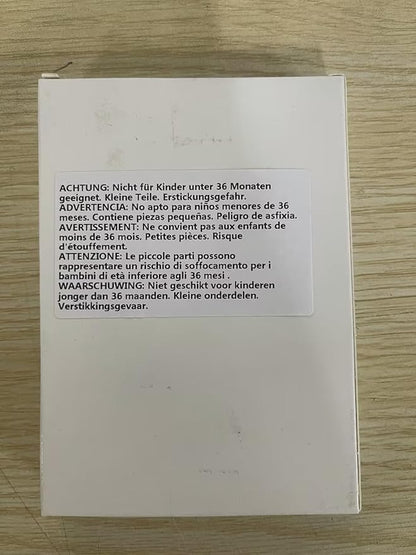 ACHTUNG: Nicht für Kinder unter 36 Monaten
geeignet. Kleine Teile. Erstickungsgefahr.
ADVERTENCIA: No apto para niños menores de 36
meses. Contiene piezas pequeñas. Peligro de asfixia.
AVERTISSEMENT: Ne convient pas aux enfants de
moins de 36 mois. Petites pièces. Risque
d'étouffement.
ATTENZIONE: Le piccole parti possono
rappresentare un rischio di soffocamento per i
bambini di età inferiore agli 36 mesi .
WAARSCHUWING: Niet geschikt voor kinderen
jonger dan 36 maanden. Kleine onderdelen.
Verstikkingsgevaar.